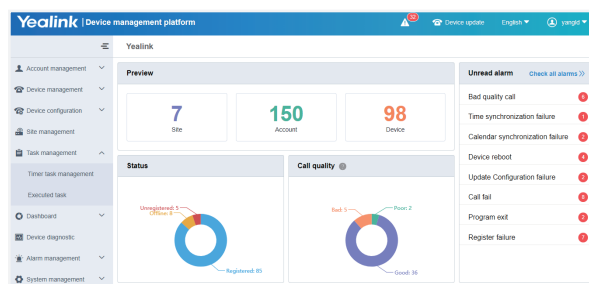 Yealink | Device management platform
32
Device update
English
yangld
Yealink
Account management
Device management
Device configuration
Site management
Task management
Timer task management
Executed task
Dashboard
Device diagnostic
Alarm management
System management
Preview
7
Site
150
Account
98
Device
Status
Unregistered: 5
Offline: 8
Registered: 85
Call quality
Bad: 5
Poor: 2
Good: 36
Unread alarm
Check all alarms
Bad quality call
6
Time synchronization failure
1
Calendar synchronization failure
2
Device reboot
4
Update Configuration failure
2
Call fail
Program exit
2
Register failure
7